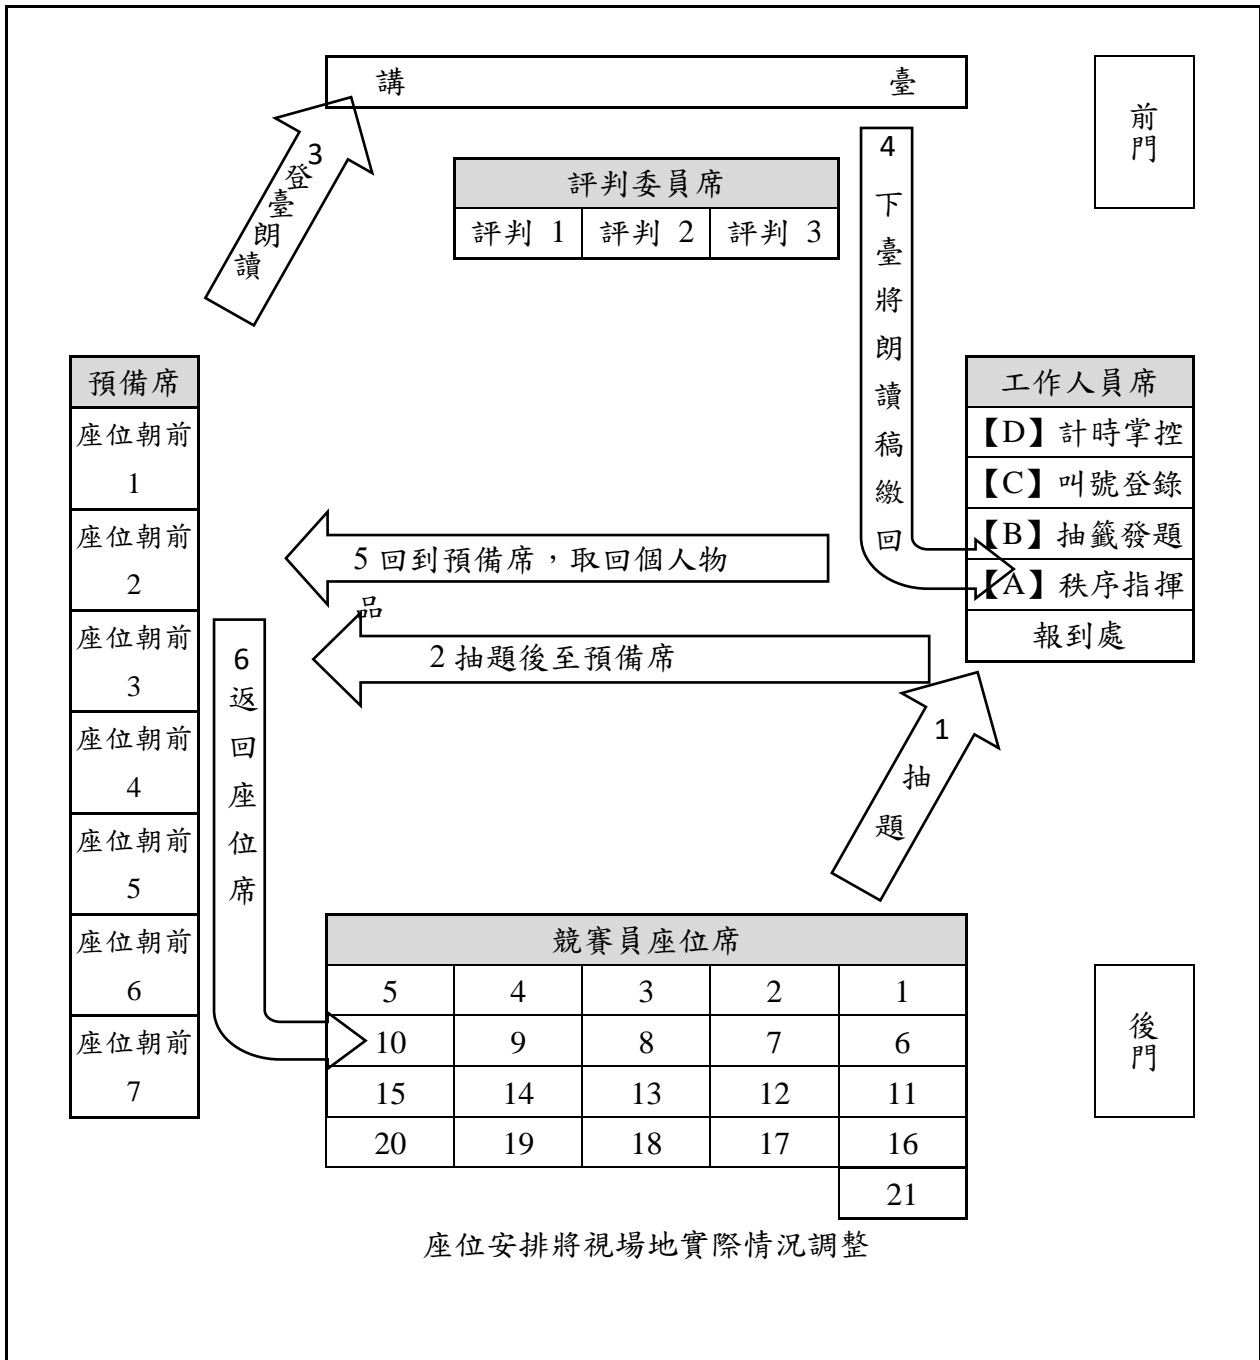 講 臺
前門
3 登臺朗讀
評判委員席
評判 1 評判 2 評判 3
4 下臺將朗讀稿繳回
預備席
座位朝前
1
座位朝前
2
座位朝前
3
座位朝前
4
座位朝前
5
座位朝前
6
座位朝前
7
工作人員席
【D】計時掌控
【C】叫號登錄
【B】抽籤發題
【A】秩序指揮
報到處
5 回到預備席，取回個人物
品
2 抽題後至預備席
6 返回座位席
1 抽題
競賽員座位席
5 4 3 2 1
10 9 8 7 6
15 14 13 12 11
20 19 18 17 16
21
後門
座位安排將視場地實際情況調整